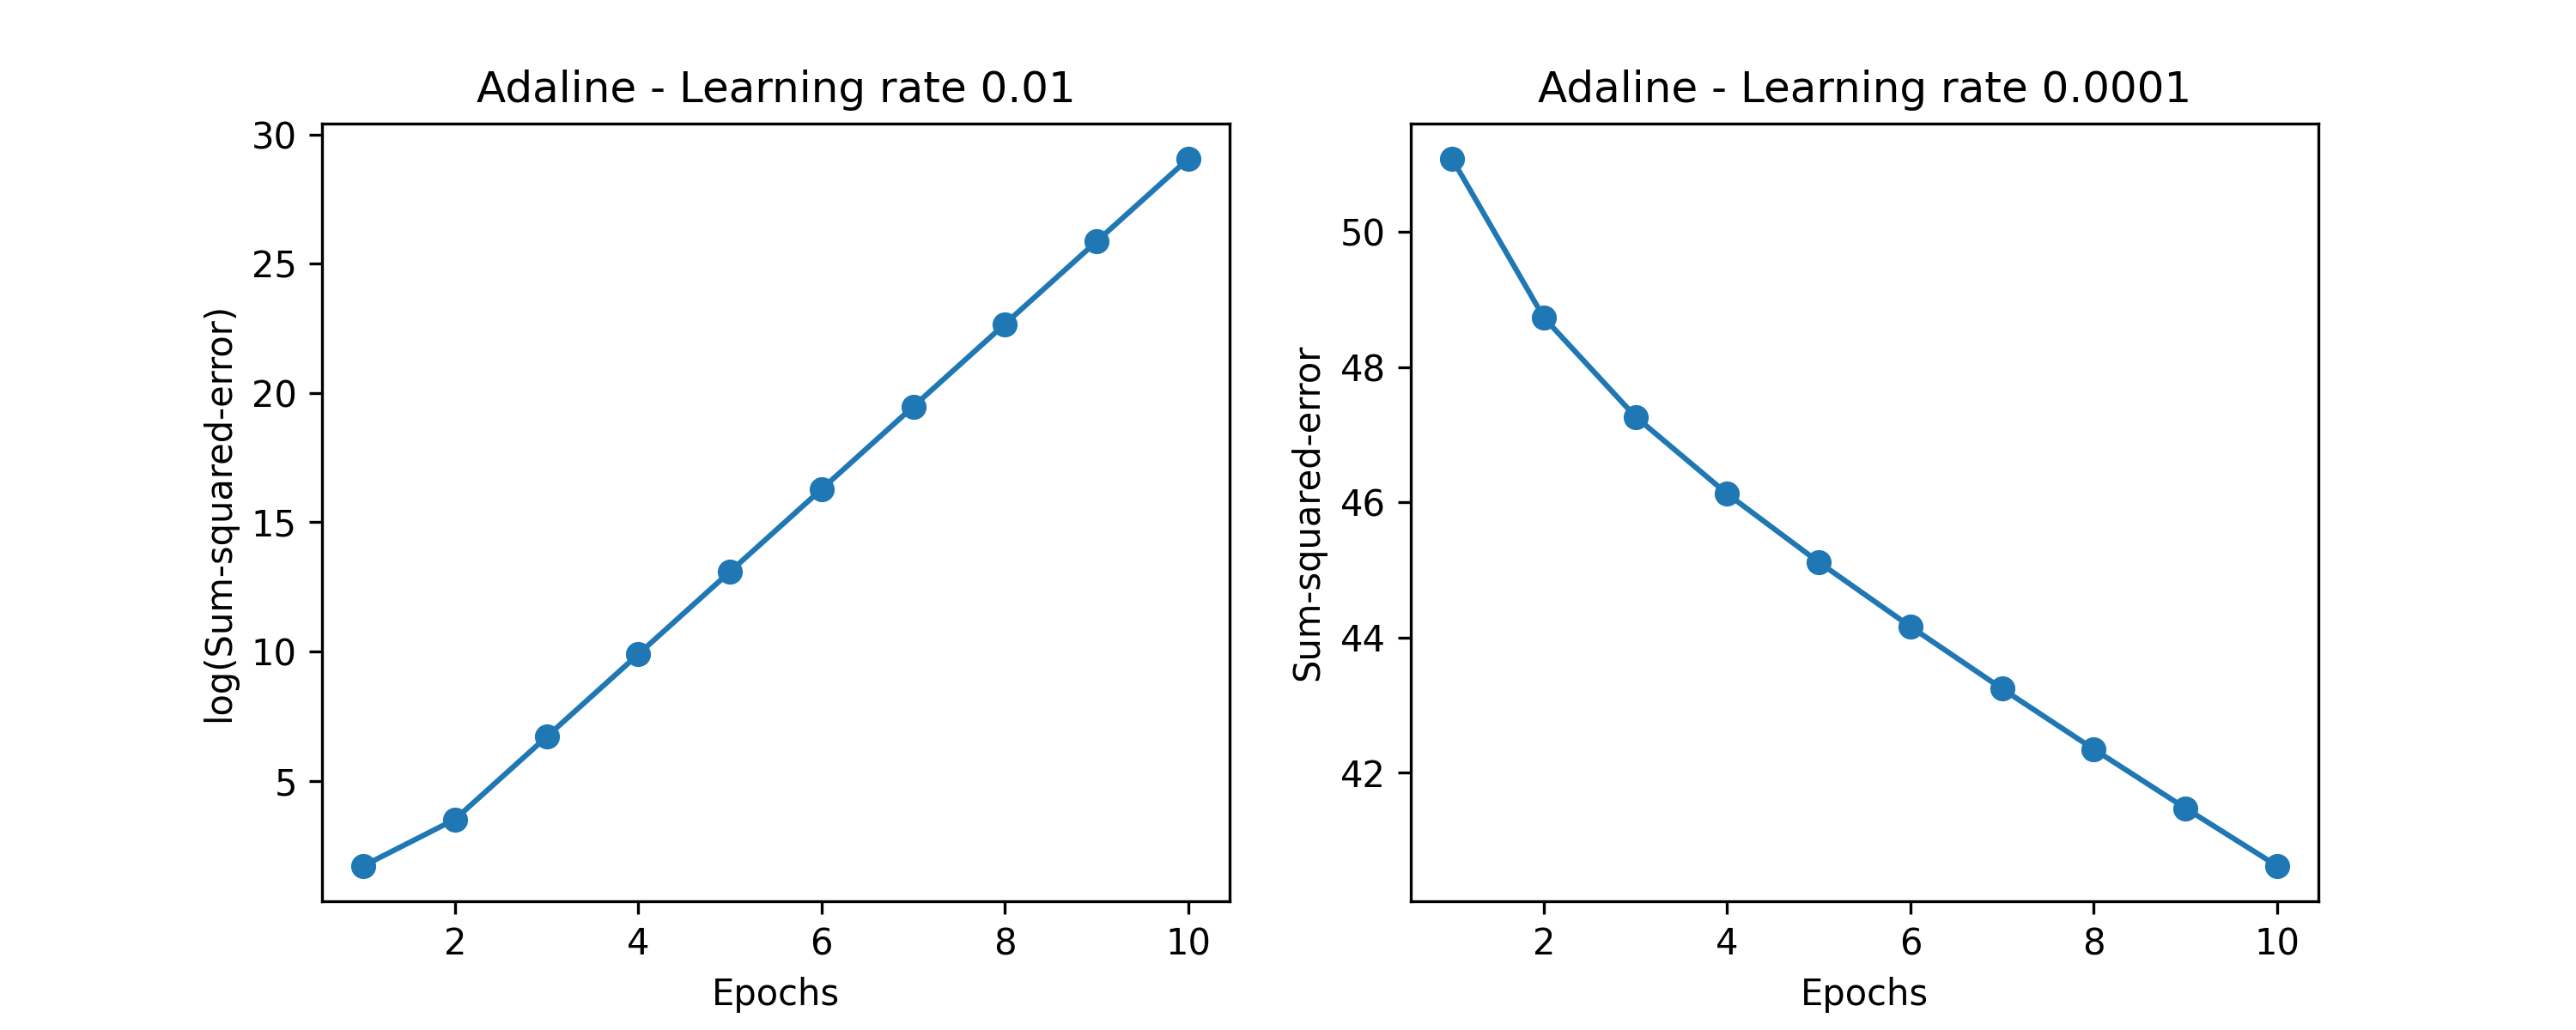 Adaline - Learning rate 0.01
30
25
20
15
10
5
log(Sum-squared-error)
2 4 6 8 10
Epochs
Adaline - Learning rate 0.0001
50
48
46
44
42
Sum-squared-error
2 4 6 8 10
Epochs